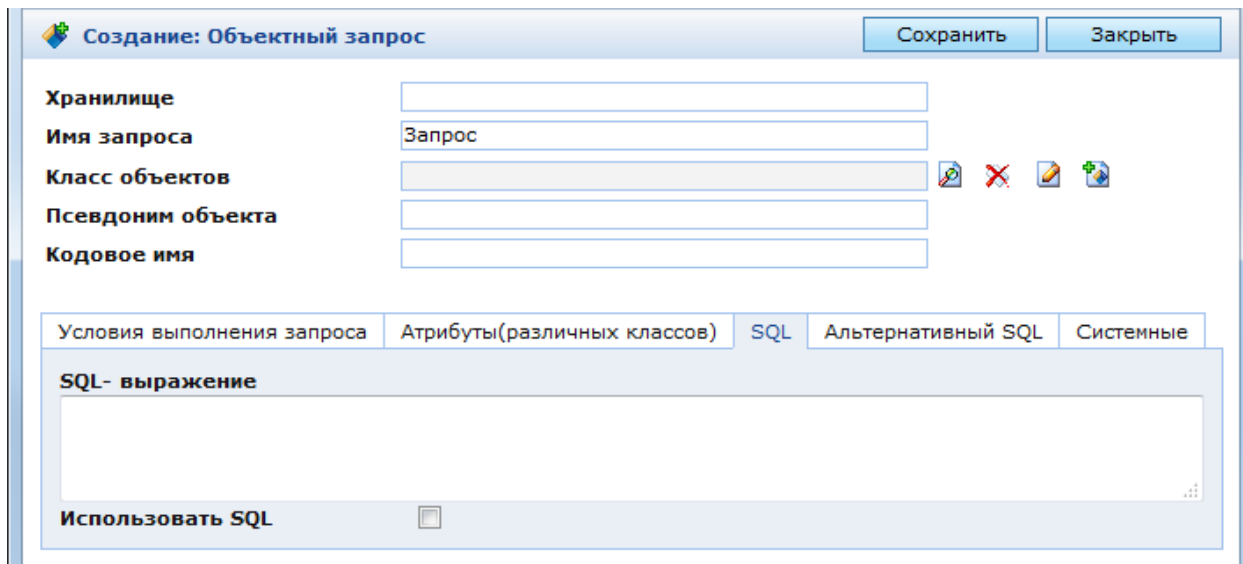 Создание: Объектный запрос Сохранить Закрыть
Хранилище
Имя запроса Запрос
Класс объектов
Псевдоним объекта
Кодовое имя
Условия выполнения запроса Атрибуты(различных классов) SQL Альтернативный SQL Системные
SQL- выражение
Использовать SQL